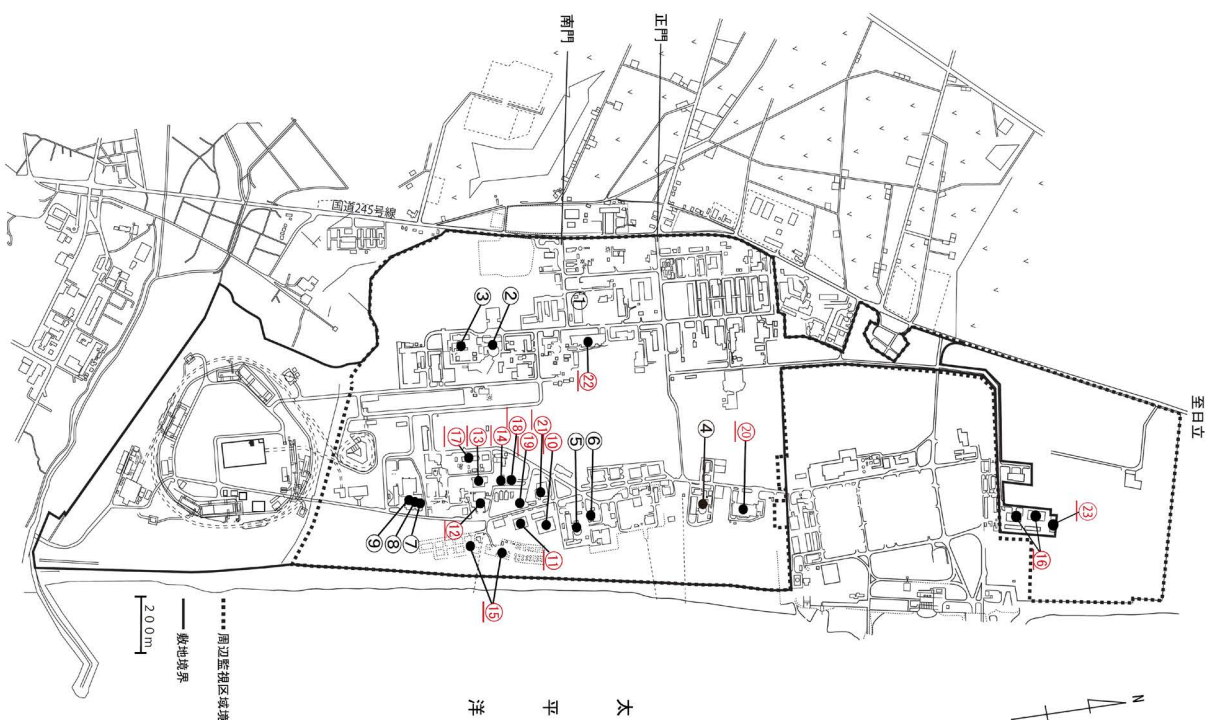 南門
正門
国道245号線
至日立
③
②
①
㉒
④
⑳
⑰
⑬
⑭
⑱
⑲
㉑
⑩
⑤
⑥
㉓
⑯
⑨
⑧
⑦
⑫
⑪
⑮
200m
敷地境界
周辺監視区域境
太
平
洋
N